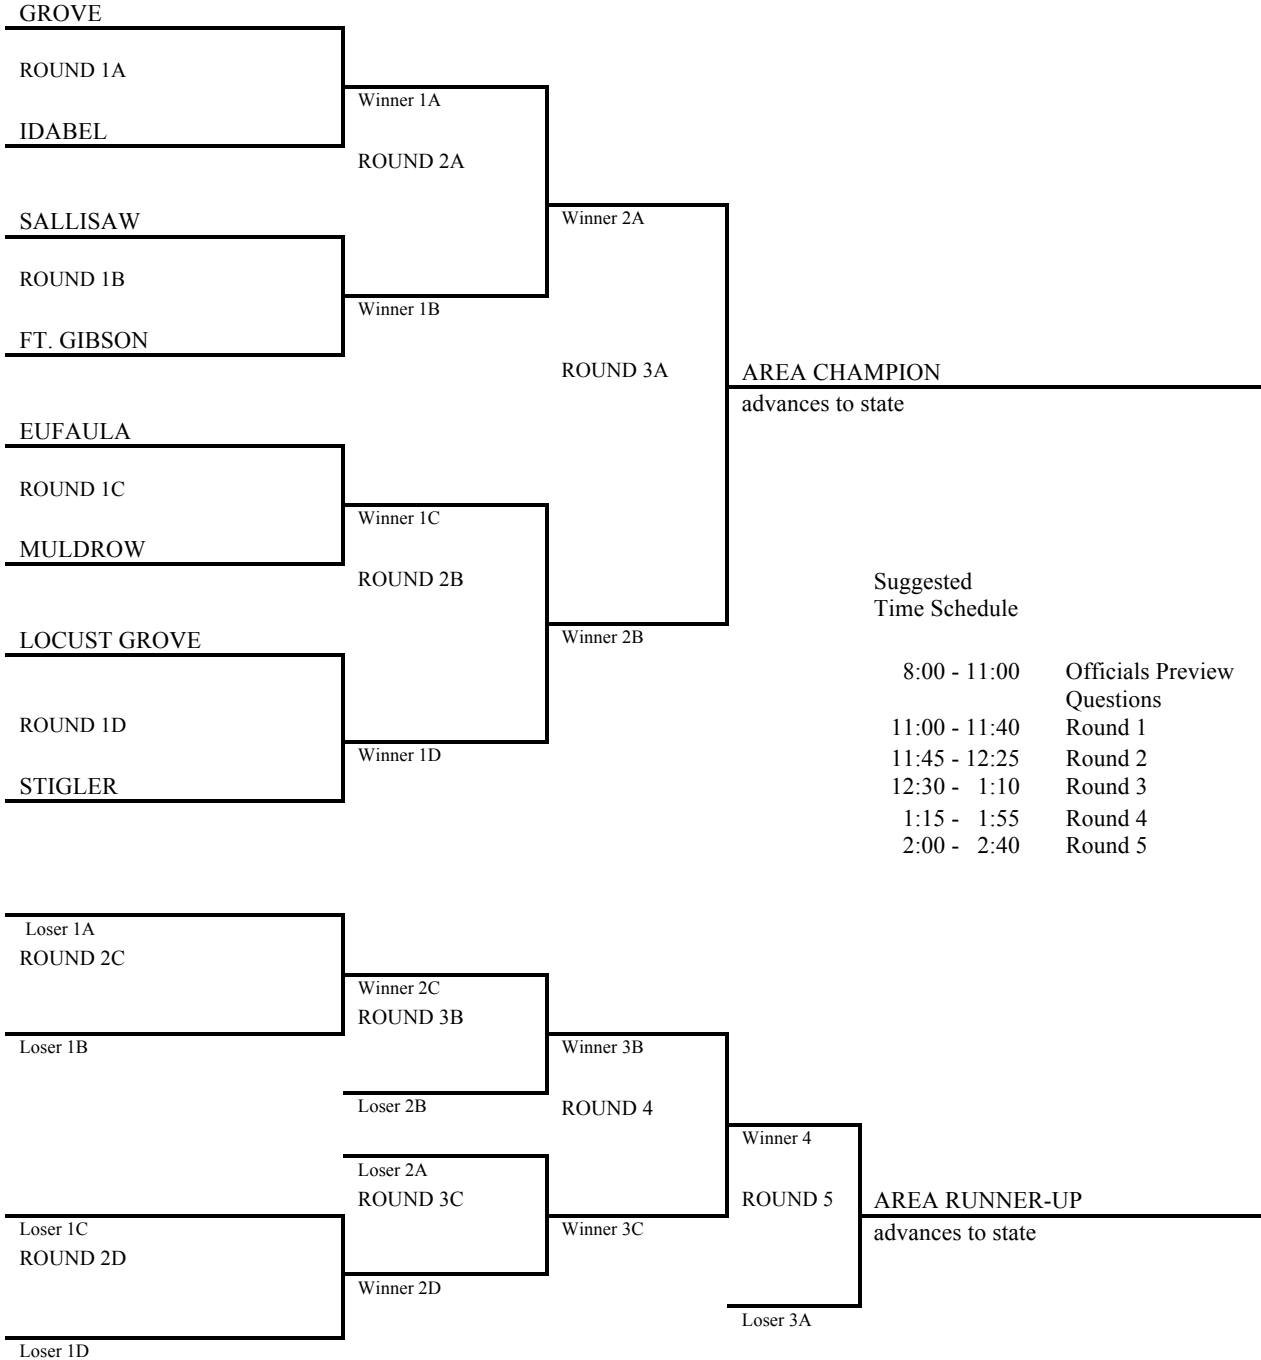 GROVE
ROUND 1A
Winner 1A
IDABEL
ROUND 2A
SALLISAW
Winner 2A
ROUND 1B
Winner 1B
FT. GIBSON
ROUND 3A
AREA CHAMPION
advances to state
EUFAULA
ROUND 1C
Winner 1C
MULDROW
ROUND 2B
Suggested
Time Schedule
LOCUST GROVE
Winner 2B
8:00 - 11:00 Officials Preview
Questions
ROUND 1D
11:00 - 11:40 Round 1
Winner 1D
11:45 - 12:25 Round 2
STIGLER
12:30 - 1:10 Round 3
1:15 - 1:55 Round 4
2:00 - 2:40 Round 5
Loser 1A
ROUND 2C
Winner 2C
ROUND 3B
Loser 1B
Winner 3B
Loser 2B
ROUND 4
Winner 4
Loser 2A
ROUND 3C
ROUND 5
AREA RUNNER-UP
Loser 1C
Winner 3C
advances to state
ROUND 2D
Winner 2D
Loser 3A
Loser 1D